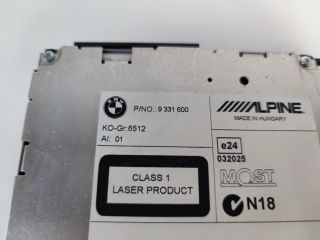 BMW
P/NO.: 9 331 600
KO-Gr:6512
AI: 01
CLASS 1
LASER PRODUCT
ALPINE
MADE IN HUNGARY
e24
032025
MOST
N18